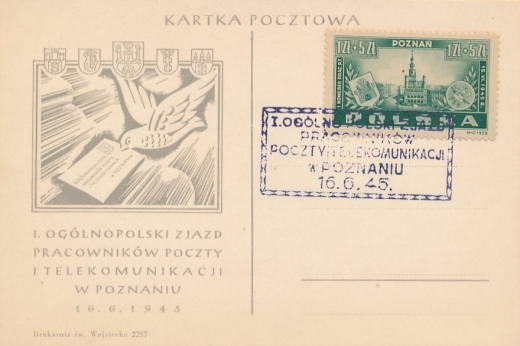 KARTKA POCZTOWA
1ZŁ+5ZŁ POZNAŃ 1ZŁ+5ZŁ
POLSKA
I. OGÓLNOPOLSKI ZJAZD
PRACOWNIKÓW
POCZTY I TELEKOMUNIKACJI
W POZNANIU
16.6.45.
I. OGÓLNOPOLSKI ZJAZD
PRACOWNIKÓW POCZTY
I TELEKOMUNIKACJI
W POZNANIU
16.6.1945
Drukarnia św. Wojciecha 2257